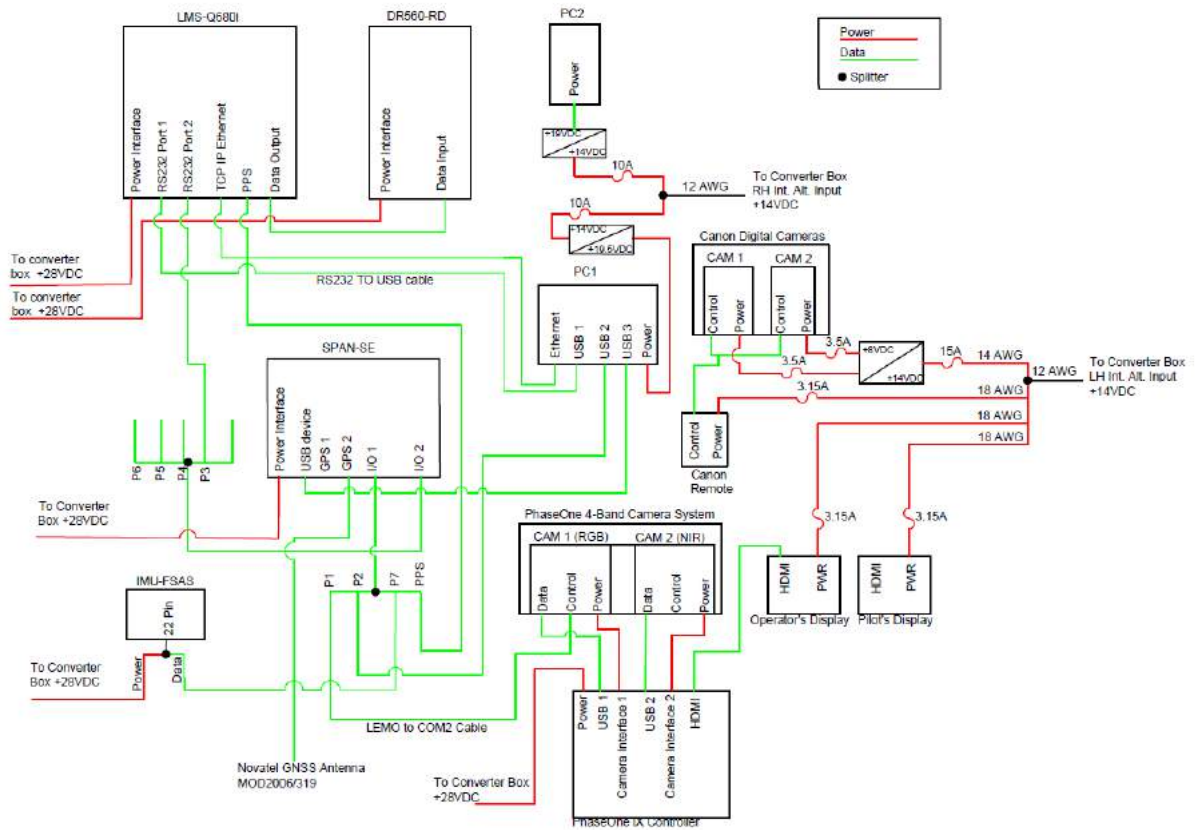 LMS-Q680i
DR560-RD
PC2
Power
Data
Splitter
Power Interface
RS232 Port 1
RS232 Port 2
TCP IP Ethernet
PPS
Data Output
Power Interface
Data Input
Power
+19VDC
+14VDC
10A
12 AWG
To Converter Box
RH Int. Alt. Input
+14VDC
10A
+14VDC
+19.5VDC
Canon Digital Cameras
CAM 1
CAM 2
Control
Power
Control
Power
To converter
box +28VDC
To converter
box +28VDC
RS232 TO USB cable
PC1
Ethernet
USB 1
USB 2
USB 3
Power
3.5A
3.5A
+8VDC
+14VDC
15A
14 AWG
12 AWG
To Converter Box
LH Int. Alt. Input
+14VDC
3.15A
18 AWG
18 AWG
18 AWG
SPAN-SE
Power Interface
USB device
GPS 1
GPS 2
I/O 1
I/O 2
P6
P5
P4
P3
Control
Power
Canon
Remote
To Converter
Box +28VDC
PhaseOne 4-Band Camera System
CAM 1 (RGB)
CAM 2 (NIR)
Data
Control
Power
Data
Control
Power
3.15A
3.15A
HDMI
PWR
Operator's Display
HDMI
PWR
Pilot's Display
IMU-FSAS
22 Pin
P1
P2
P7
PPS
To Converter
Box +28VDC
Power
Data
LEMO to COM2 Cable
Novatel GNSS Antenna
MOD2006/319
To Converter Box
+28VDC
Power
USB 1
Camera Interface 1
USB 2
Camera Interface 2
HDMI
PhaseOne iX Controller